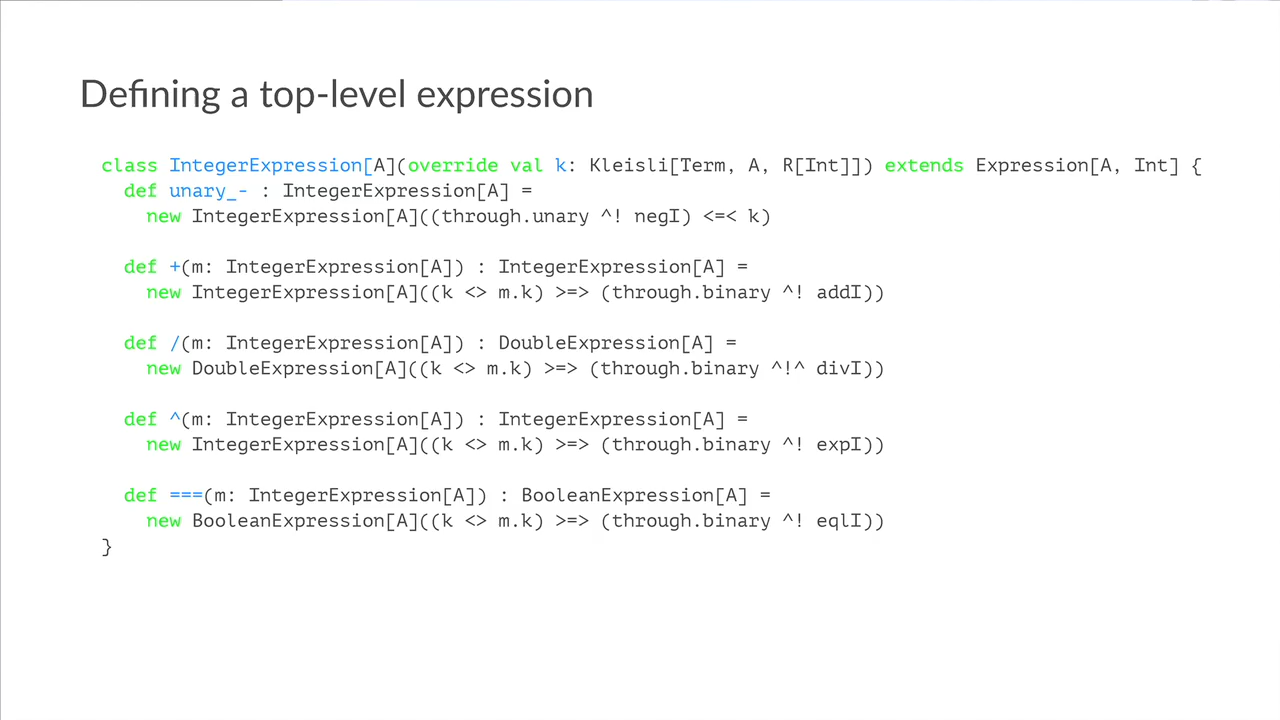 Defining a top-level expression
class IntegerExpression[A](override val k: Kleisli[Term, A, R[Int]]) extends Expression[A, Int] {
def unary_- : IntegerExpression[A] =
new IntegerExpression[A]((through.unary ^! negI) <=< k)
def +(m: IntegerExpression[A]) : IntegerExpression[A] =
new IntegerExpression[A]((k <> m.k) >=> (through.binary ^! addI))
def /(m: IntegerExpression[A]) : DoubleExpression[A] =
new DoubleExpression[A]((k <> m.k) >=> (through.binary ^!^ divI))
def ^(m: IntegerExpression[A]) : IntegerExpression[A] =
new IntegerExpression[A]((k <> m.k) >=> (through.binary ^! expI))
def ===(m: IntegerExpression[A]) : BooleanExpression[A] =
new BooleanExpression[A]((k <> m.k) >=> (through.binary ^! eqlI))
}